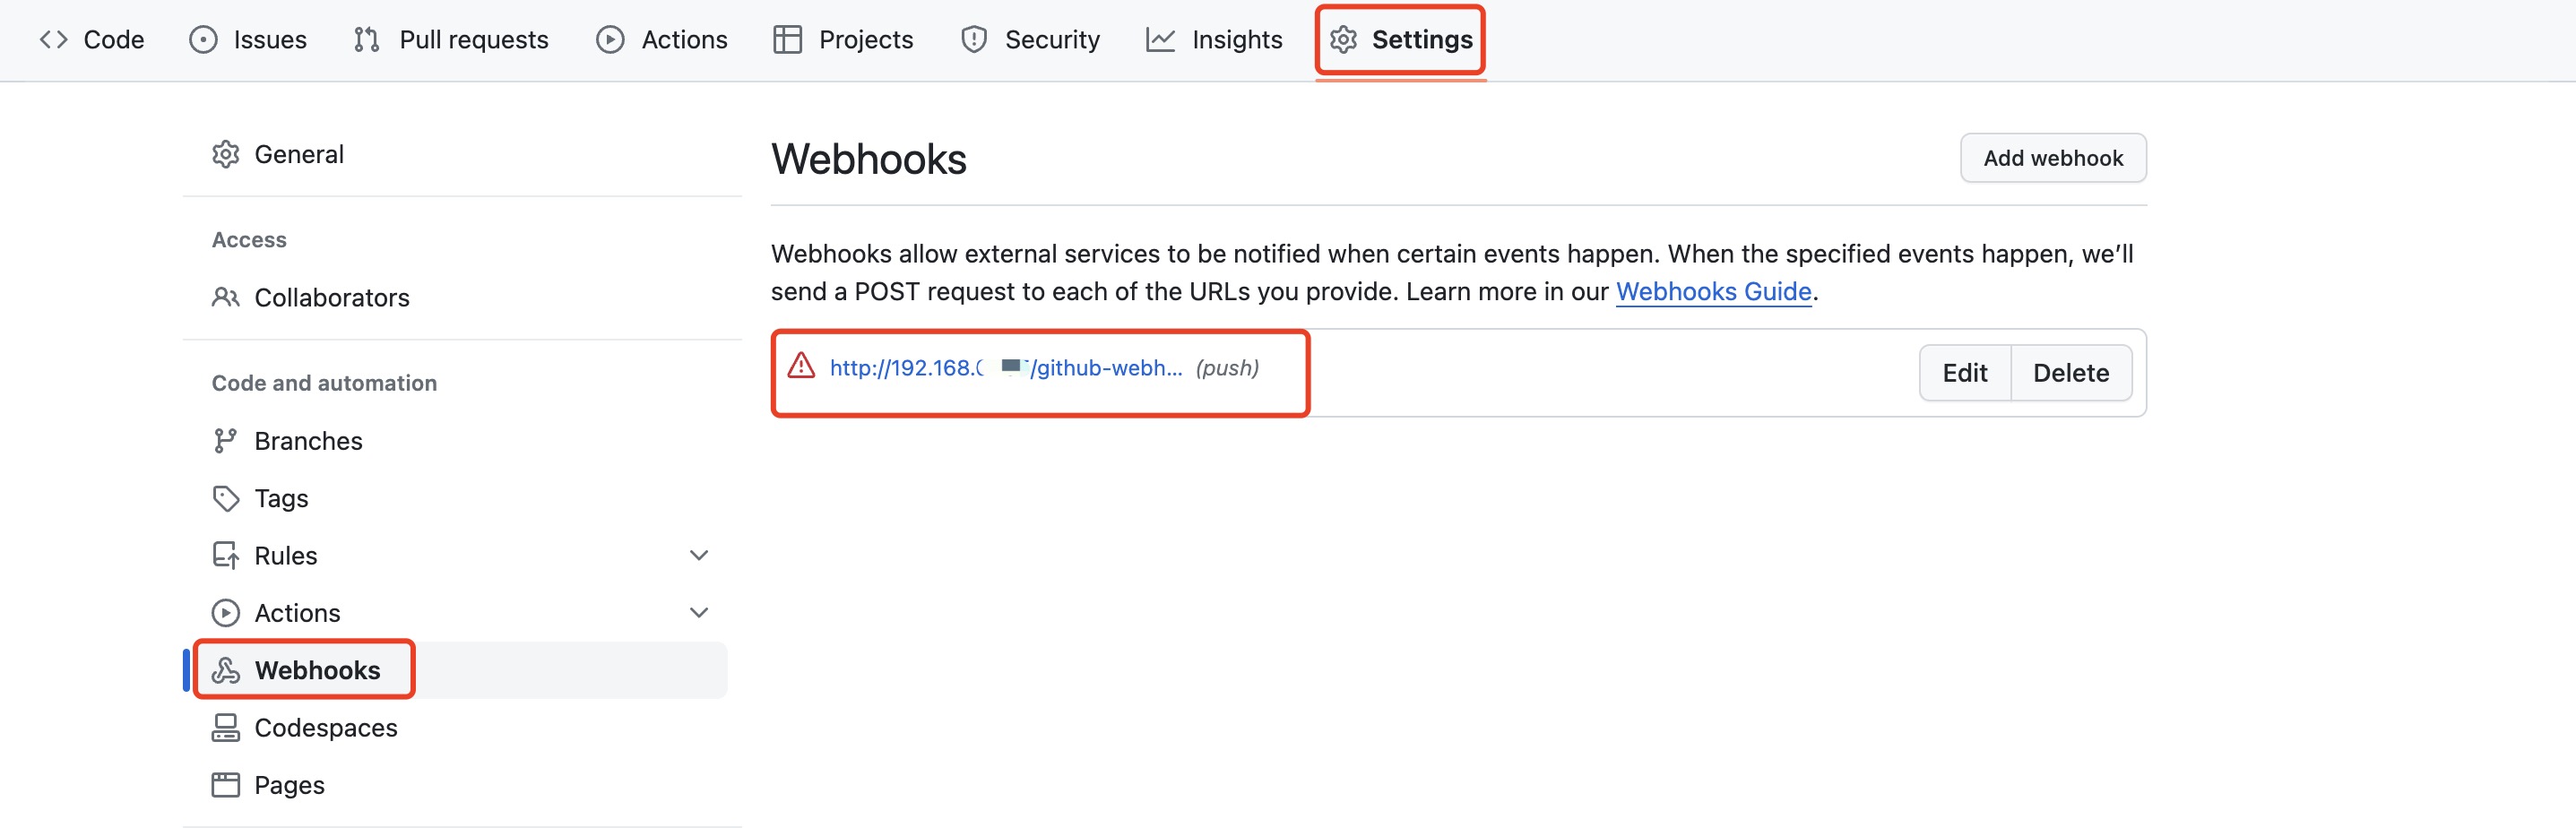 Code Issues Pull requests Actions Projects Security Insights Settings
General
Access
Collaborators
Code and automation
Branches
Tags
Rules
Actions
Webhooks
Codespaces
Pages
Webhooks
Add webhook
Webhooks allow external services to be notified when certain events happen. When the specified events happen, we’ll
send a POST request to each of the URLs you provide. Learn more in our Webhooks Guide.
http://192.168. /github-webh... (push)
Edit Delete